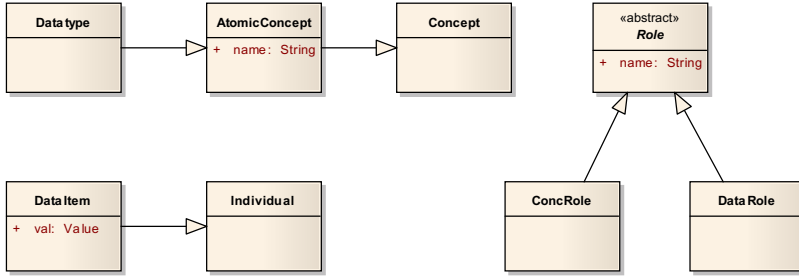 Datatype
AtomicConcept
+ name: String
Concept
«abstract»
Role
+ name: String
DataItem
+ val: Value
Individual
ConcRole
DataRole